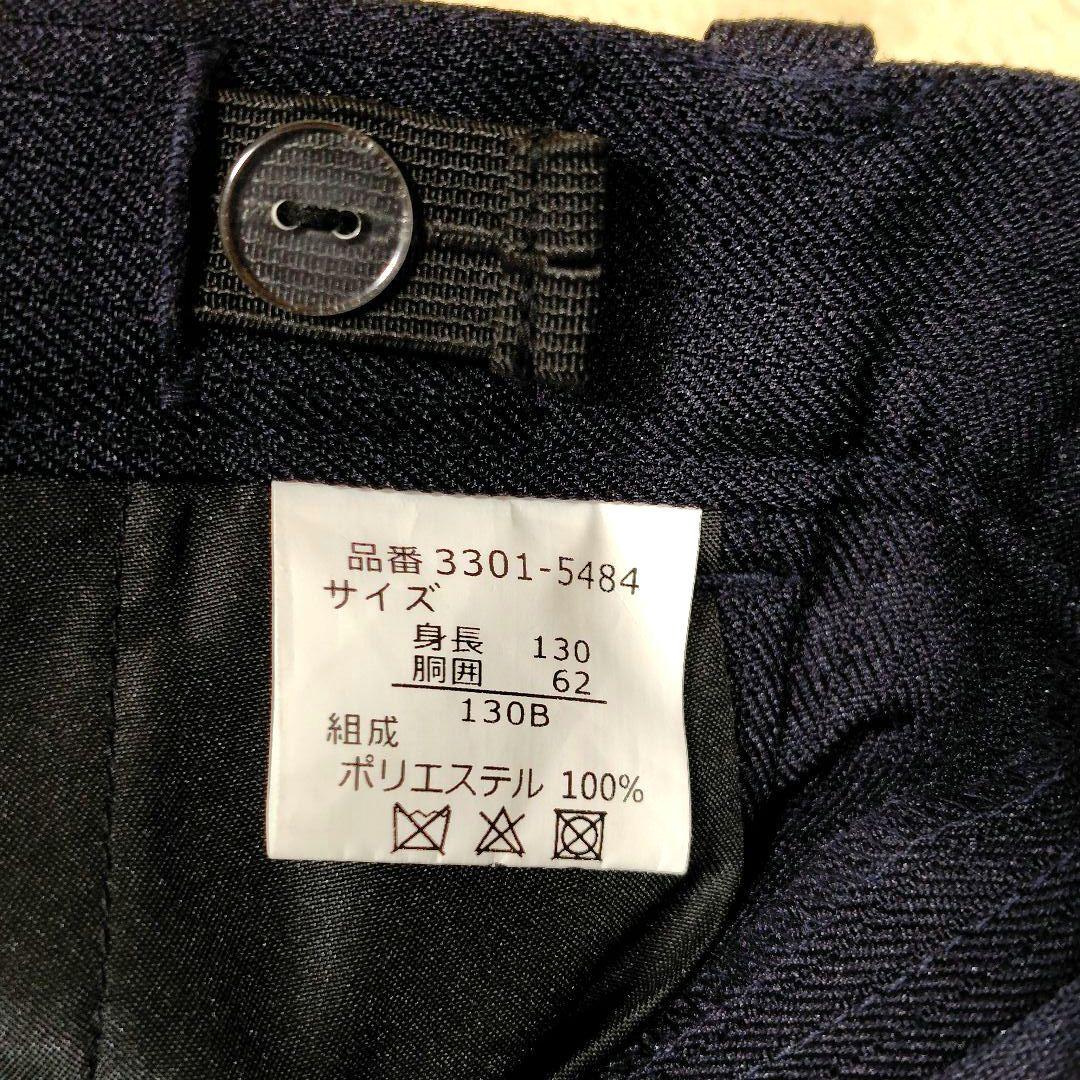 品番 3301-5484
サイズ
身長 130
胴囲 62
130B
組成
ポリエステル 100%